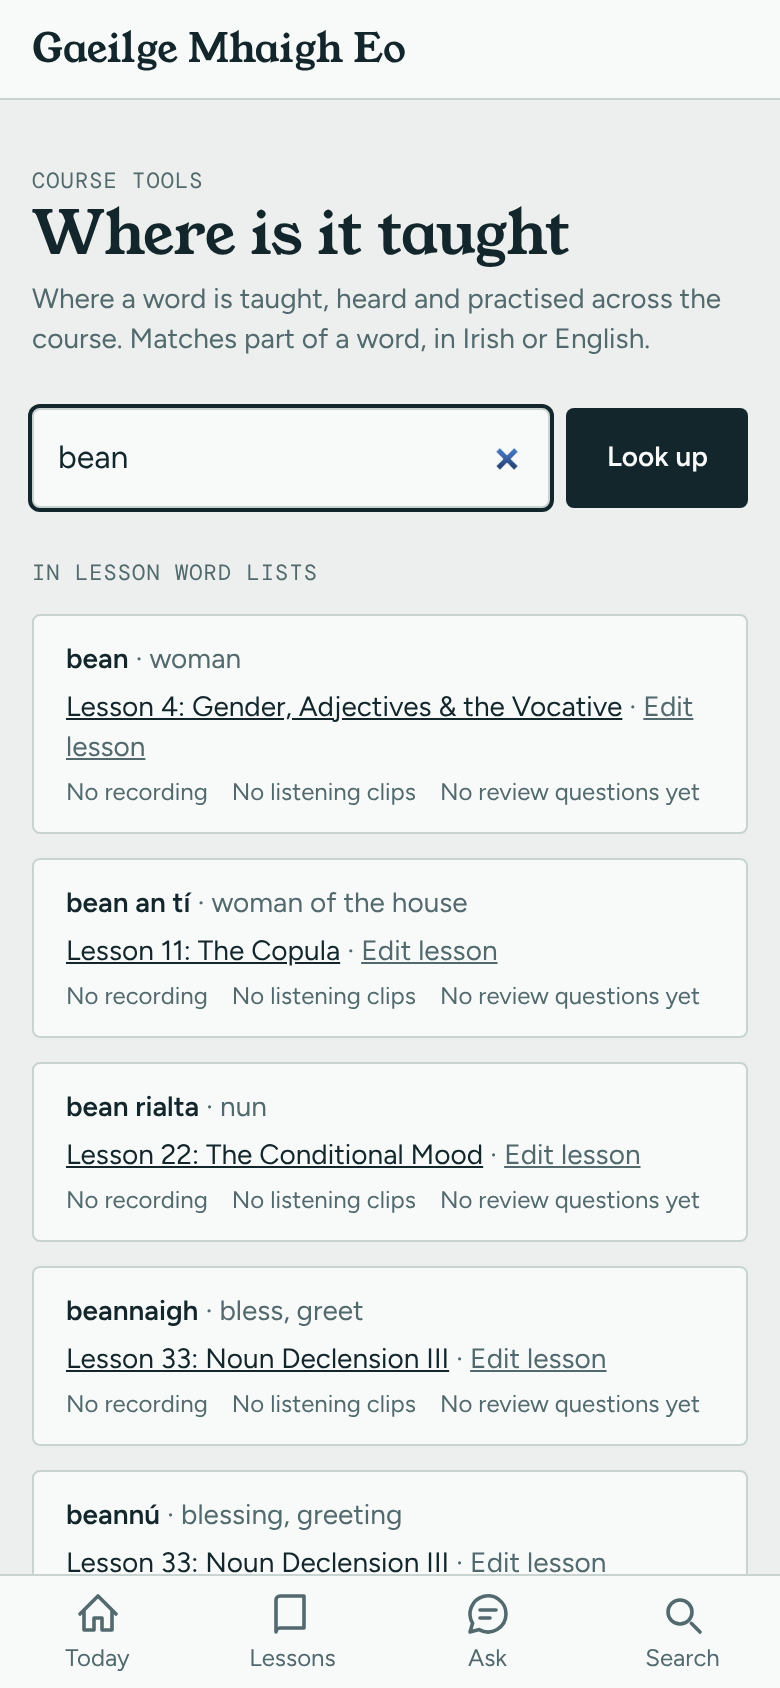 Gaeilge Mhaigh Eo
COURSE TOOLS
Where is it taught
Where a word is taught, heard and practised across the
course. Matches part of a word, in Irish or English.
bean
Look up
IN LESSON WORD LISTS
bean · woman
Lesson 4: Gender, Adjectives & the Vocative · Edit
lesson
No recording No listening clips No review questions yet
bean an tí · woman of the house
Lesson 11: The Copula · Edit lesson
No recording No listening clips No review questions yet
bean rialta · nun
Lesson 22: The Conditional Mood · Edit lesson
No recording No listening clips No review questions yet
beannaigh · bless, greet
Lesson 33: Noun Declension III · Edit lesson
No recording No listening clips No review questions yet
beannú · blessing, greeting
Lesson 33: Noun Declension III · Edit lesson
Today Lessons Ask Search